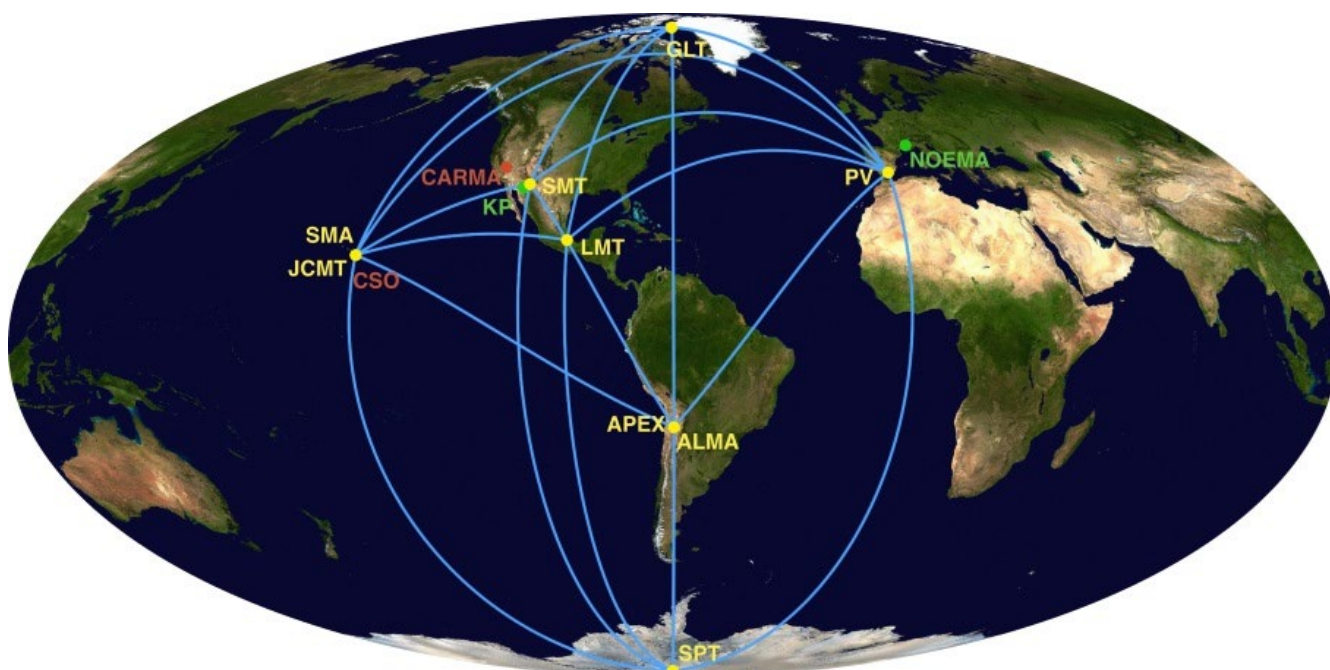 GLT
NOEMA
CARMA
SMT
PV
KP
SMA
LMT
JCMT
CSO
APEX
ALMA
SPT